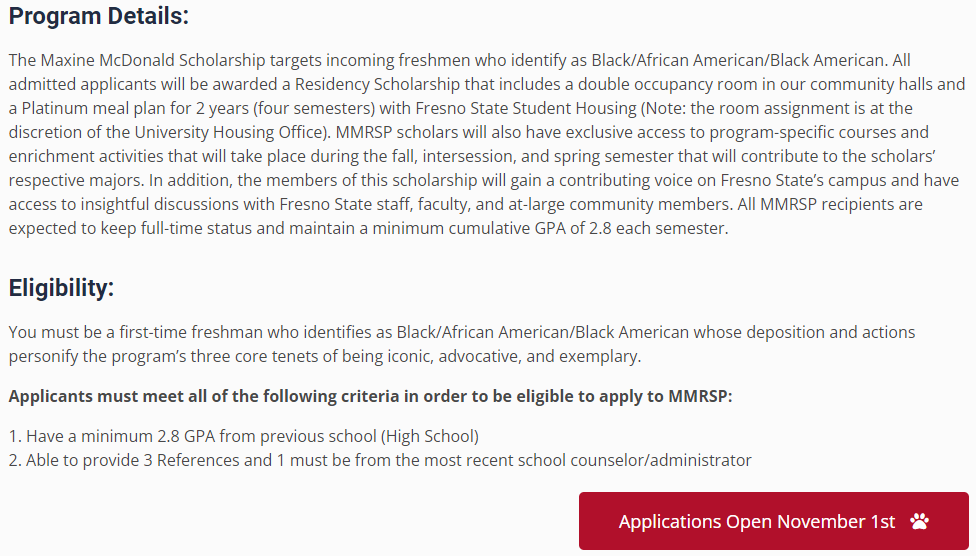 Program Details:
The Maxine McDonald Scholarship targets incoming freshmen who identify as Black/African American/Black American. All
admitted applicants will be awarded a Residency Scholarship that includes a double occupancy room in our community halls and
a Platinum meal plan for 2 years (four semesters) with Fresno State Student Housing (Note: the room assignment is at the
discretion of the University Housing Office). MMRSP scholars will also have exclusive access to program-specific courses and
enrichment activities that will take place during the fall, intersession, and spring semester that will contribute to the scholars’
respective majors. In addition, the members of this scholarship will gain a contributing voice on Fresno State’s campus and have
access to insightful discussions with Fresno State staff, faculty, and at-large community members. All MMRSP recipients are
expected to keep full-time status and maintain a minimum cumulative GPA of 2.8 each semester.
Eligibility:
You must be a first-time freshman who identifies as Black/African American/Black American whose deposition and actions
personify the program’s three core tenets of being iconic, advocative, and exemplary.
Applicants must meet all of the following criteria in order to be eligible to apply to MMRSP:
1. Have a minimum 2.8 GPA from previous school (High School)
2. Able to provide 3 References and 1 must be from the most recent school counselor/administrator
Applications Open November 1st